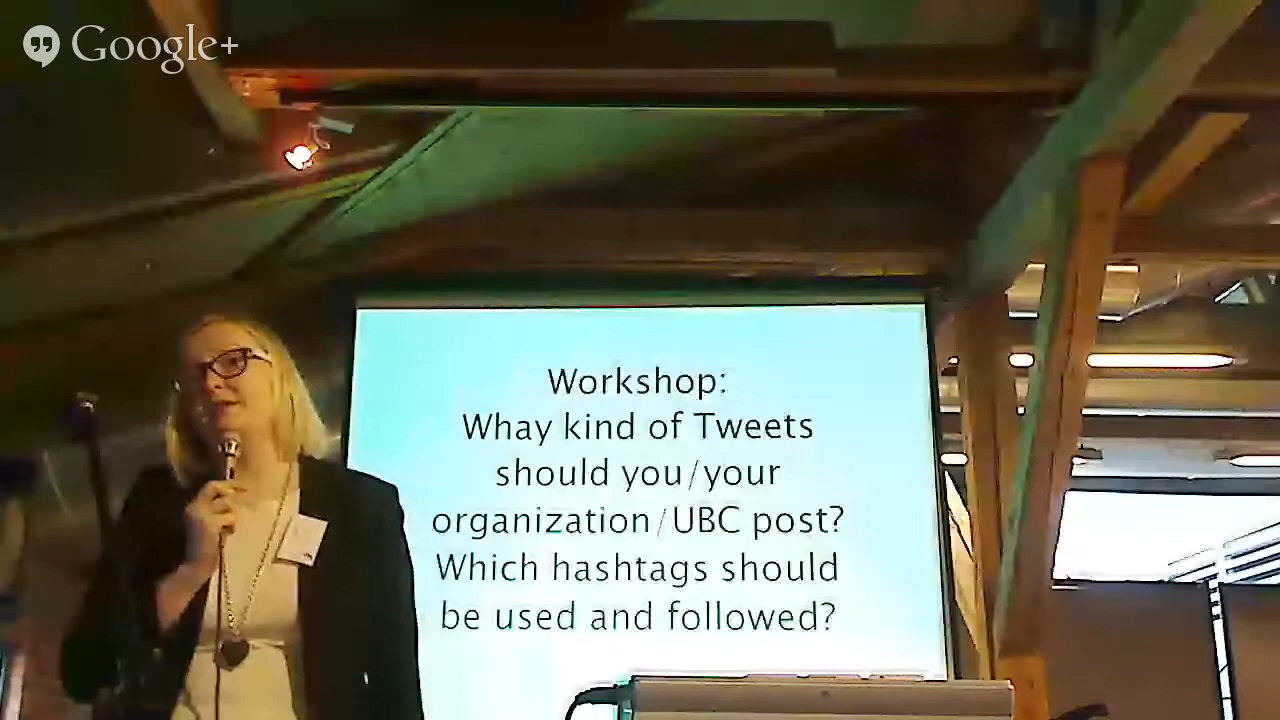 Google+
Workshop:
Whay kind of Tweets
should you/your
organization/UBC post?
Which hashtags should
be used and followed?